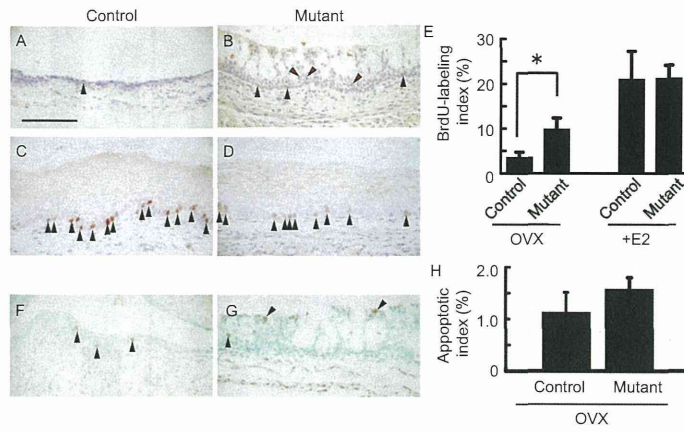 Control
Mutant
A
B
C
D
E
BrdU-labeling
index (%)
30
20
10
0
*
Control
Mutant
Control
Mutant
OVX
+E2
F
G
H
Appoptotic
index (%)
2.0
1.0
0
Control
Mutant
OVX